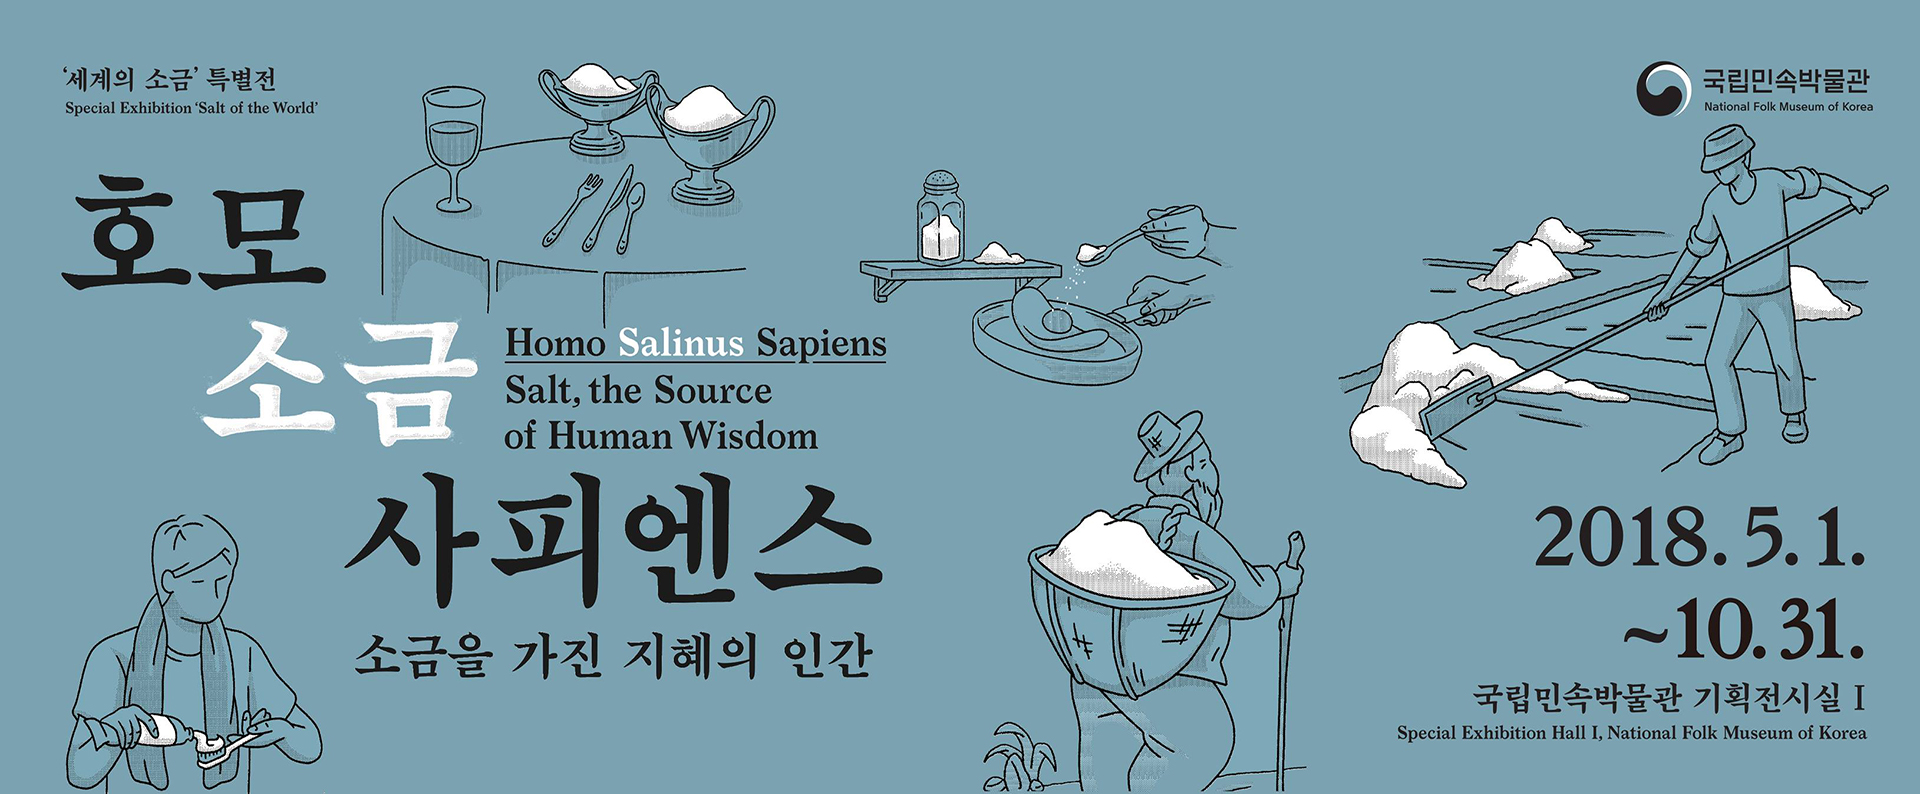 ‘세계의 소금’ 특별전
Special Exhibition ‘Salt of the World’
국립민속박물관
National Folk Museum of Korea
호모
소금
사피엔스
Homo Salinus Sapiens
Salt, the Source
of Human Wisdom
소금을 가진 지혜의 인간
2018. 5. 1.
~10. 31.
국립민속박물관 기획전시실 I
Special Exhibition Hall I, National Folk Museum of Korea